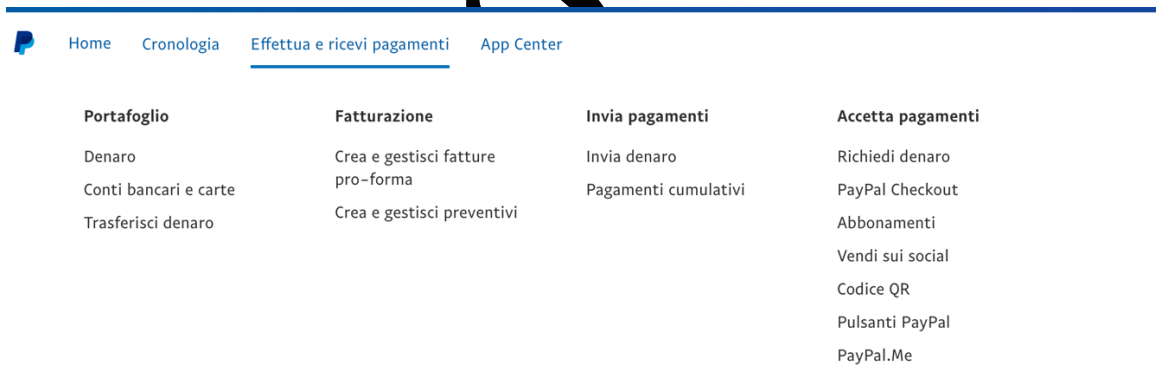 Home Cronologia Effettua e ricevi pagamenti App Center
Portafoglio
Denaro
Conti bancari e carte
Trasferisci denaro
Fatturazione
Crea e gestisci fatture
pro-forma
Crea e gestisci preventivi
Invia pagamenti
Invia denaro
Pagamenti cumulativi
Accetta pagamenti
Richiedi denaro
PayPal Checkout
Abbonamenti
Vendi sui social
Codice QR
Pulsanti PayPal
PayPal.Me